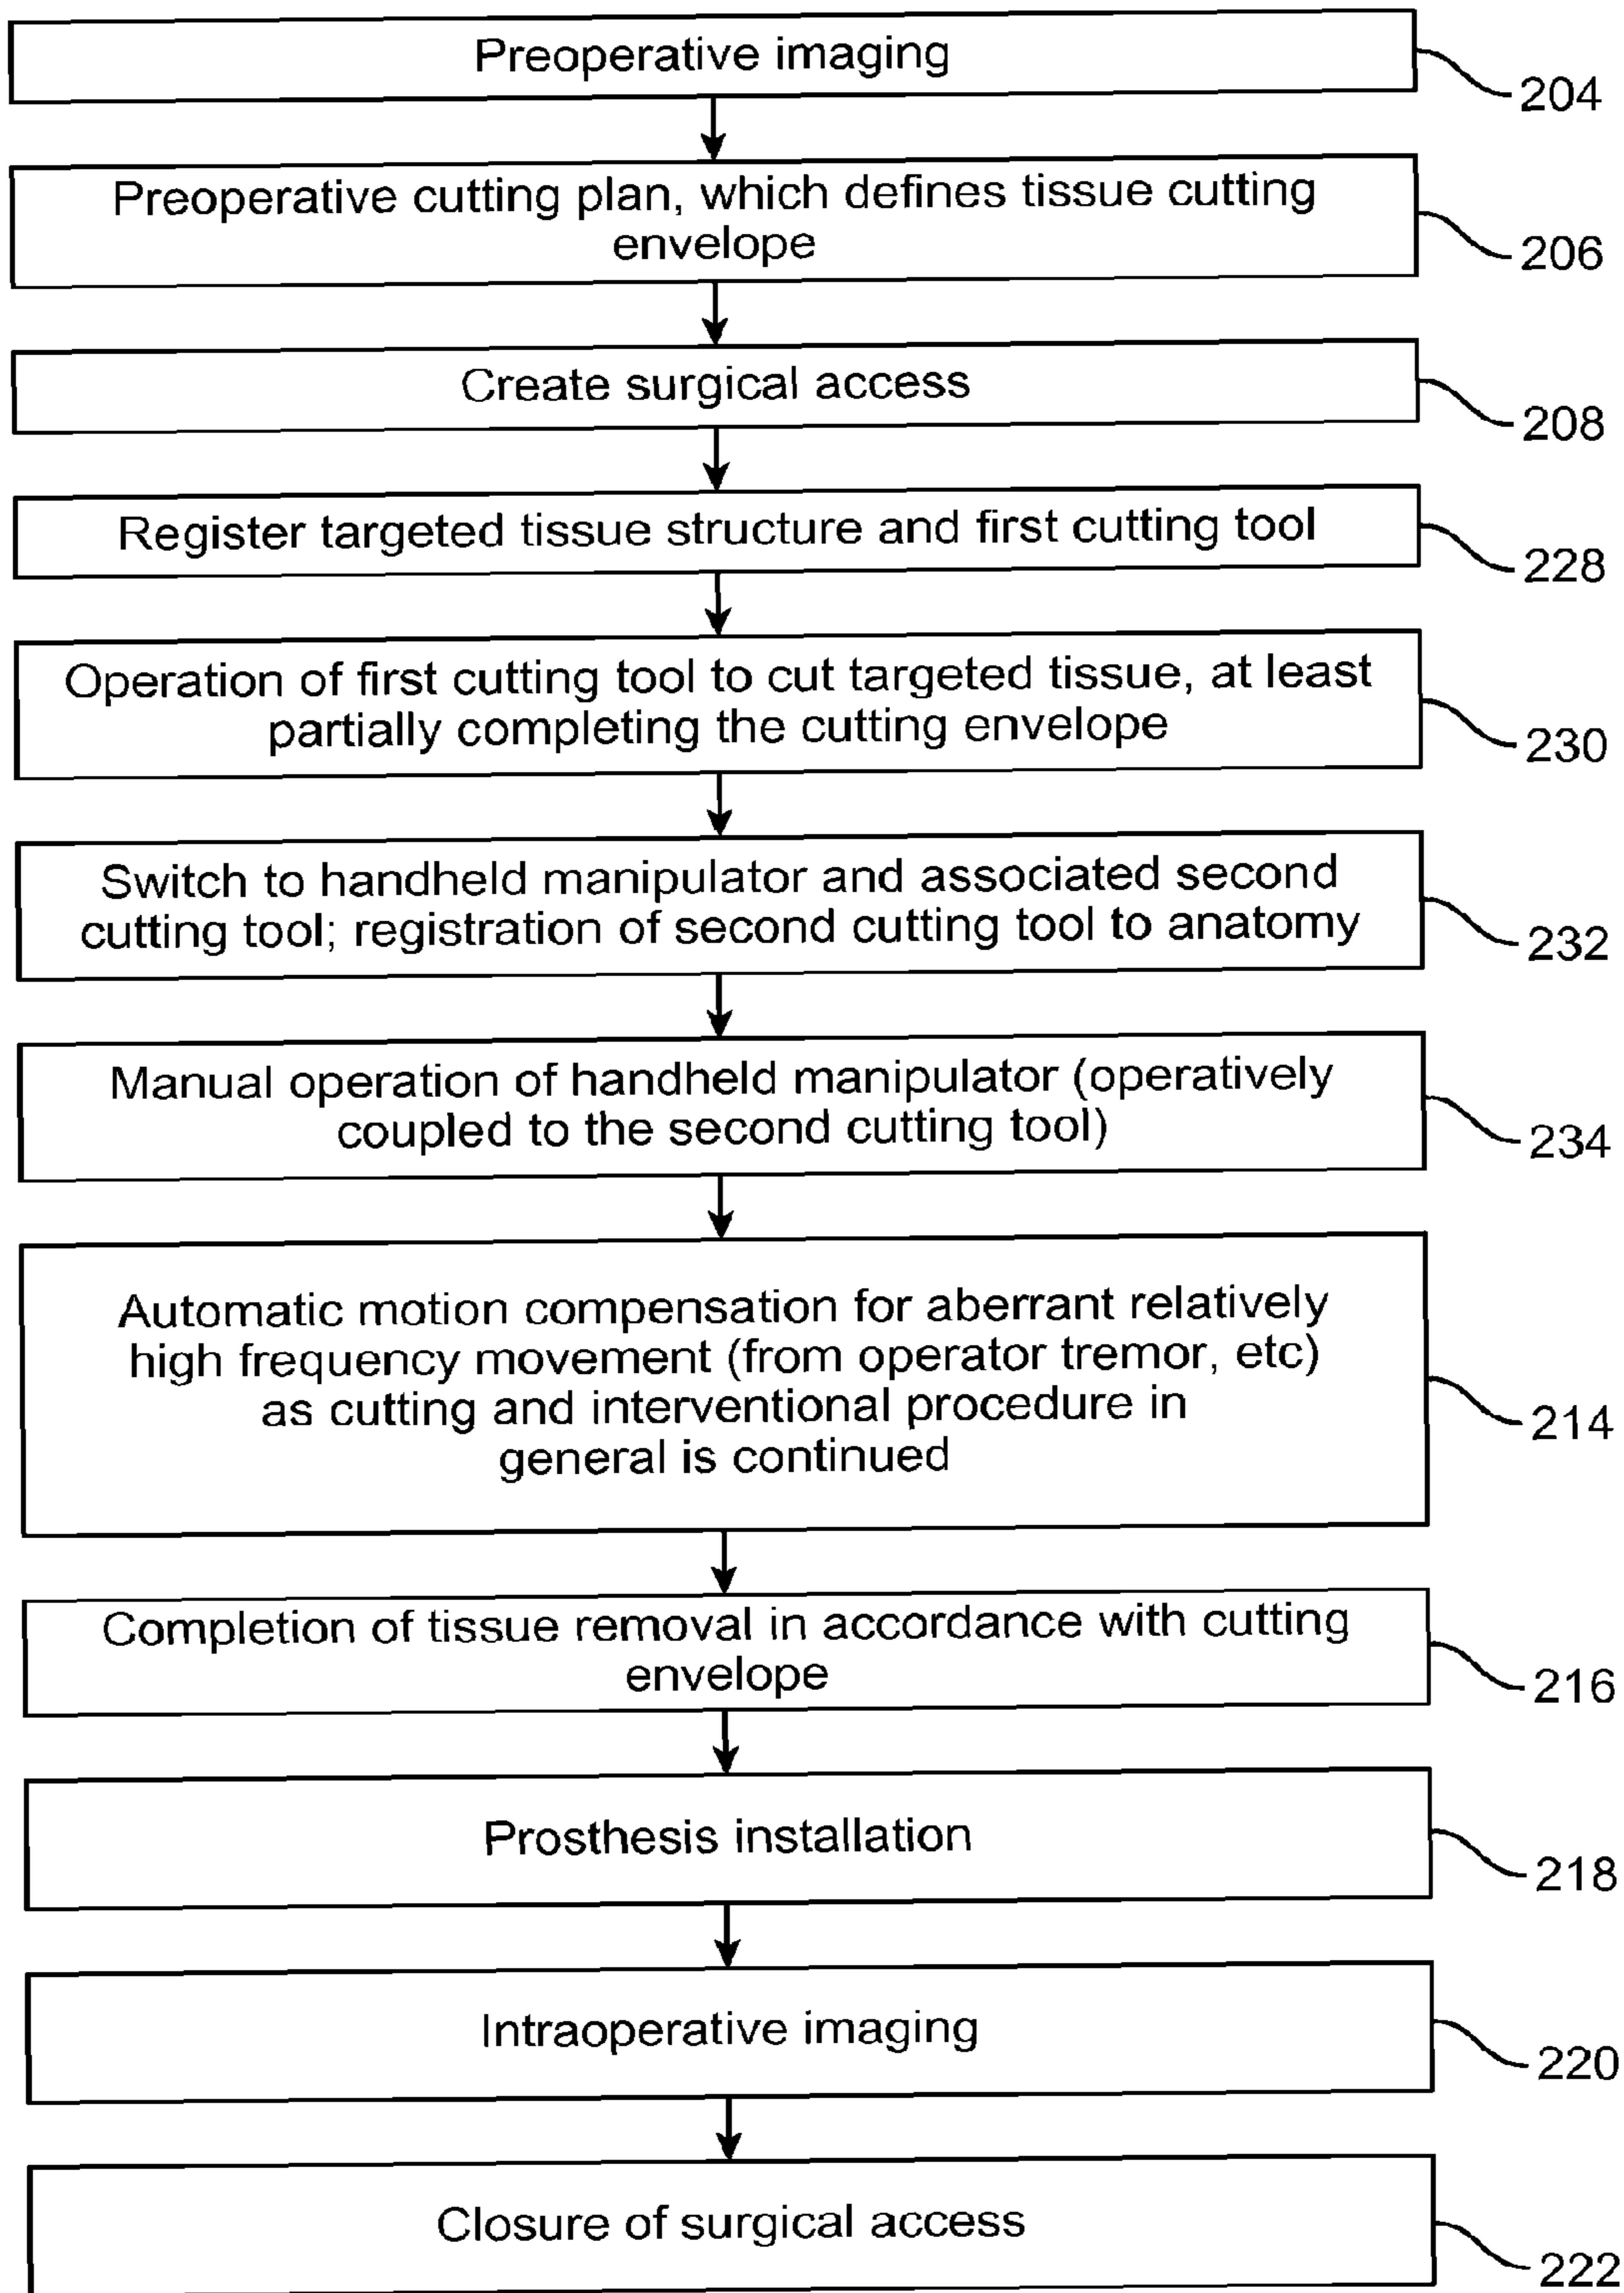 Preoperative imaging
204
Preoperative cutting plan, which defines tissue cutting
envelope
206
Create surgical access
208
Register targeted tissue structure and first cutting tool
228
Operation of first cutting tool to cut targeted tissue, at least
partially completing the cutting envelope
230
Switch to handheld manipulator and associated second
cutting tool; registration of second cutting tool to anatomy
232
Manual operation of handheld manipulator (operatively
coupled to the second cutting tool)
234
Automatic motion compensation for aberrant relatively
high frequency movement (from operator tremor, etc)
as cutting and interventional procedure in
general is continued
214
Completion of tissue removal in accordance with cutting
envelope
216
Prosthesis installation
218
Intraoperative imaging
220
Closure of surgical access
222